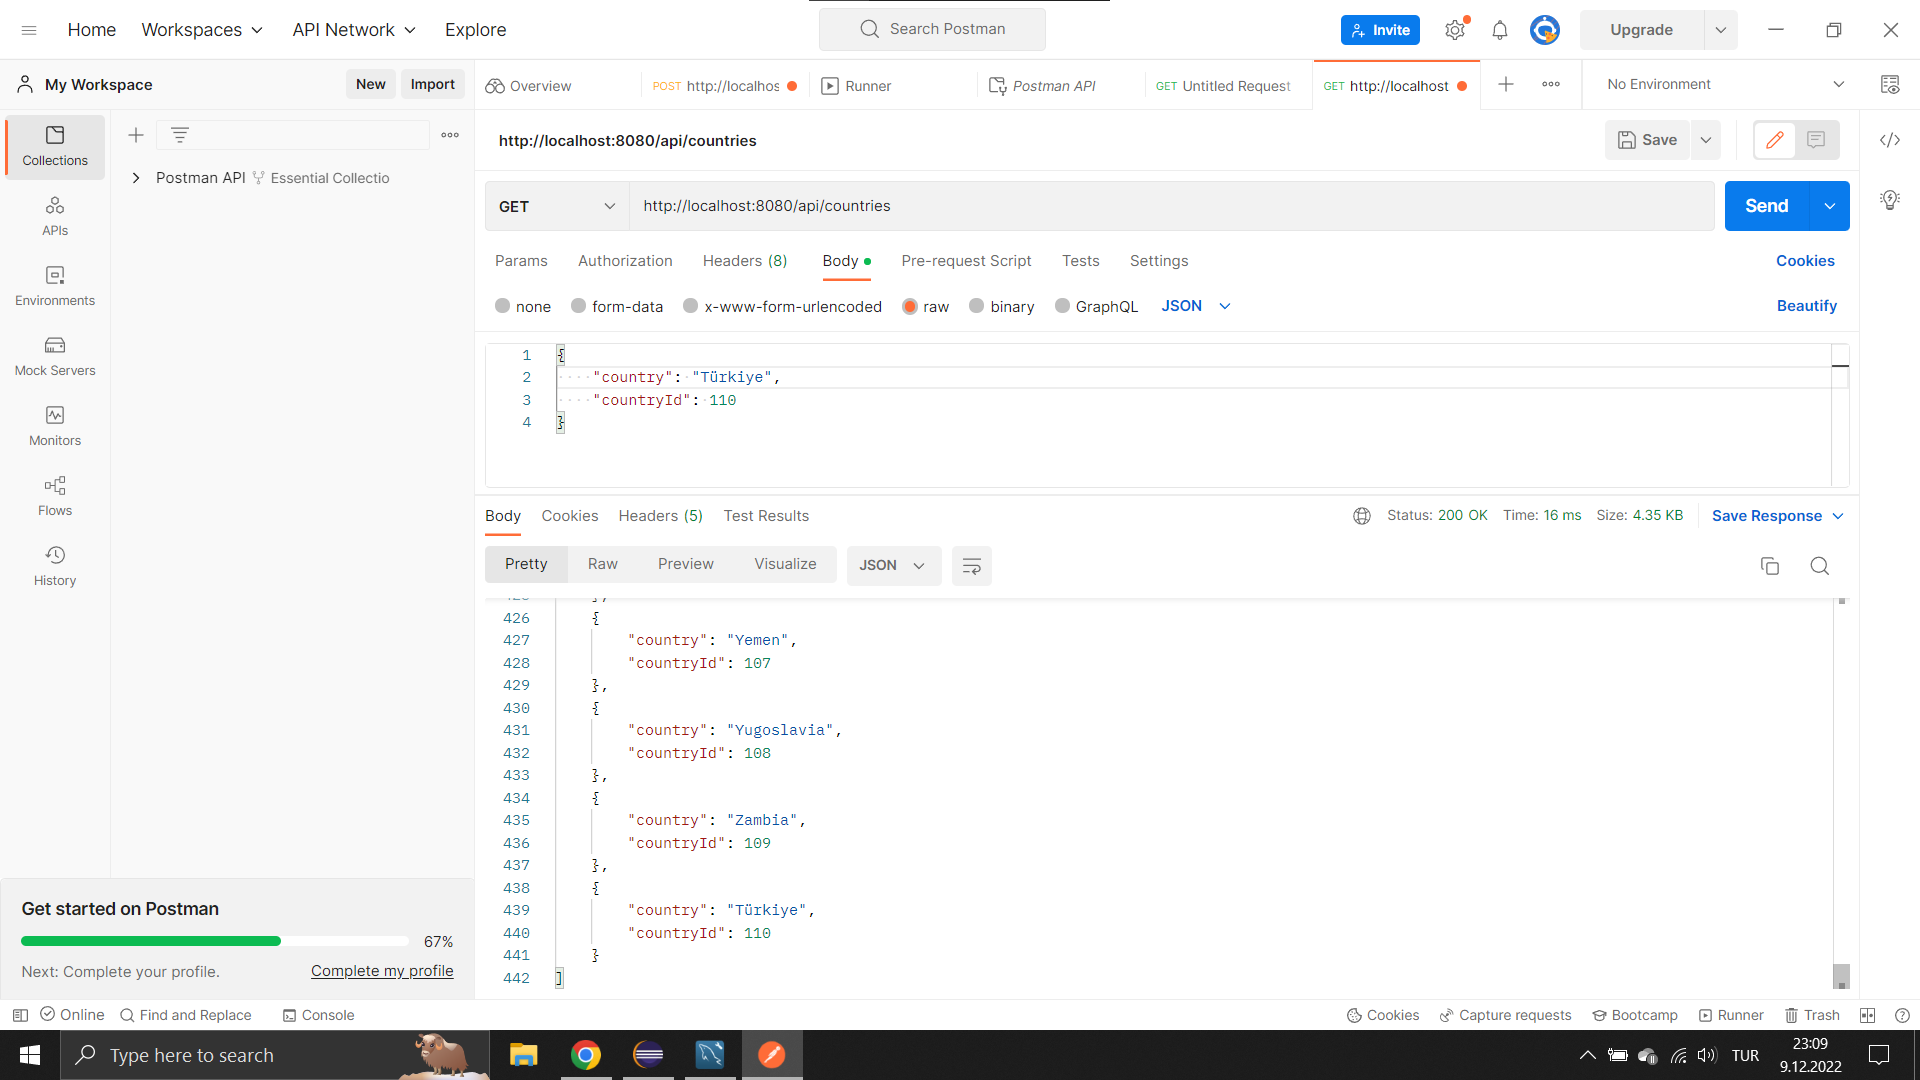 Home Workspaces API Network Explore
Search Postman
Invite
Upgrade
My Workspace
New Import
Overview
POST http://localhos
Runner
Postman API
GET Untitled Request
GET http://localhost
No Environment
Collections
APIs
Environments
Mock Servers
Monitors
Flows
History
Postman API Essential Collectio
http://localhost:8080/api/countries
Save
GET http://localhost:8080/api/countries
Send
Params Authorization Headers (8) Body Pre-request Script Tests Settings Cookies
none form-data x-www-form-urlencoded raw binary GraphQL JSON Beautify
1 {
2 "country": "Türkiye",
3 "countryId": 110
4 }
Body Cookies Headers (5) Test Results Status: 200 OK Time: 16 ms Size: 4.35 KB Save Response
Pretty Raw Preview Visualize JSON
426 {
427 "country": "Yemen",
428 "countryId": 107
429 },
430 {
431 "country": "Yugoslavia",
432 "countryId": 108
433 },
434 {
435 "country": "Zambia",
436 "countryId": 109
437 },
438 {
439 "country": "Türkiye",
440 "countryId": 110
441 }
442 ]
Get started on Postman
67%
Next: Complete your profile. Complete my profile
Online Find and Replace Console Cookies Capture requests Bootcamp Runner Trash
Type here to search
TUR
23:09
9.12.2022